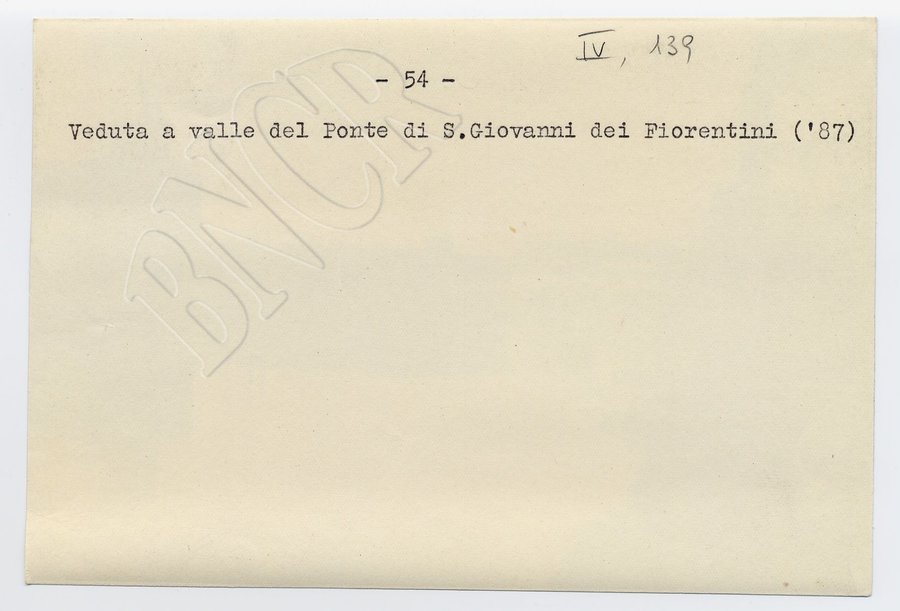 IV, 139
- 54 -
Veduta a valle del Ponte di S.Giovanni dei Fiorentini ('87)
BNCR